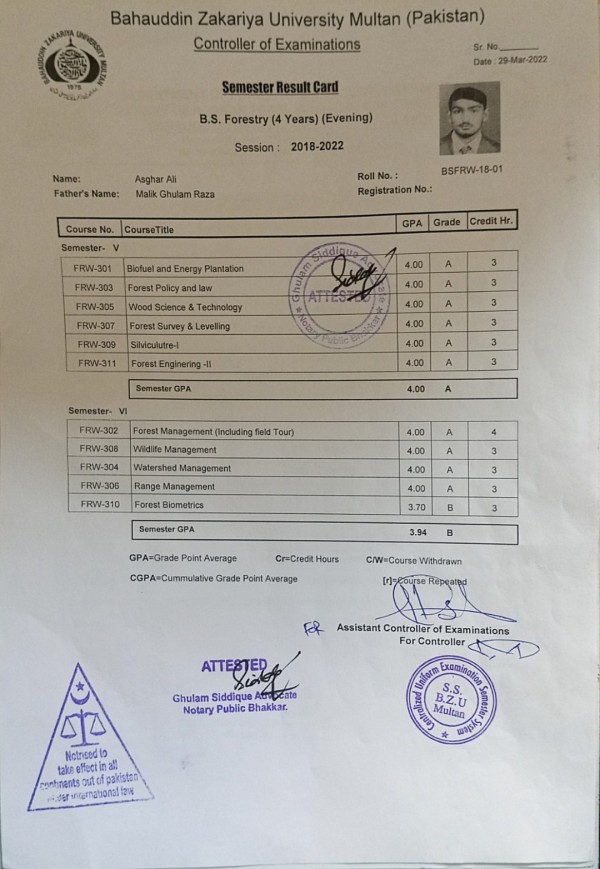 Bahauddin Zakariya University Multan (Pakistan)
Controller of Examinations
BAHAUDDIN ZAKARIYA UNIVERSITY MULTAN
1975
Sr. No.
Date : 29-Mar-2022
Semester Result Card
B.S. Forestry (4 Years) (Evening)
Session : 2018-2022
Name: Asghar Ali Roll No. : BSFRW-18-01
Father's Name: Malik Ghulam Raza Registration No.:
Course No. CourseTitle GPA Grade Credit Hr.
Semester- V
FRW-301 Biofuel and Energy Plantation 4.00 A 3
FRW-303 Forest Policy and law 4.00 A 3
FRW-305 Wood Science & Technology 4.00 A 3
FRW-307 Forest Survey & Levelling 4.00 A 3
FRW-309 Silviculutre-I 4.00 A 3
FRW-311 Forest Enginering -II 4.00 A 3
Semester GPA 4.00 A
Ghulam Siddique Advocate
ATTESTED
Notary Public Bhakkar
Semester- VI
FRW-302 Forest Management (Including field Tour) 4.00 A 4
FRW-308 Wildlife Management 4.00 A 3
FRW-304 Watershed Management 4.00 A 3
FRW-306 Range Management 4.00 A 3
FRW-310 Forest Biometrics 3.70 B 3
Semester GPA 3.94 B
GPA=Grade Point Average Cr=Credit Hours C/W=Course Withdrawn
CGPA=Cummulative Grade Point Average [r]=Course Repeated
For Assistant Controller of Examinations
For Controller
ATTESTED
Ghulam Siddique Advocate
Notary Public Bhakkar.
Centralized Uniform Examination Semester System
S.S.
B.Z.U
Multan
Notriced to
take effect in all
continents out of pakistan
under international law